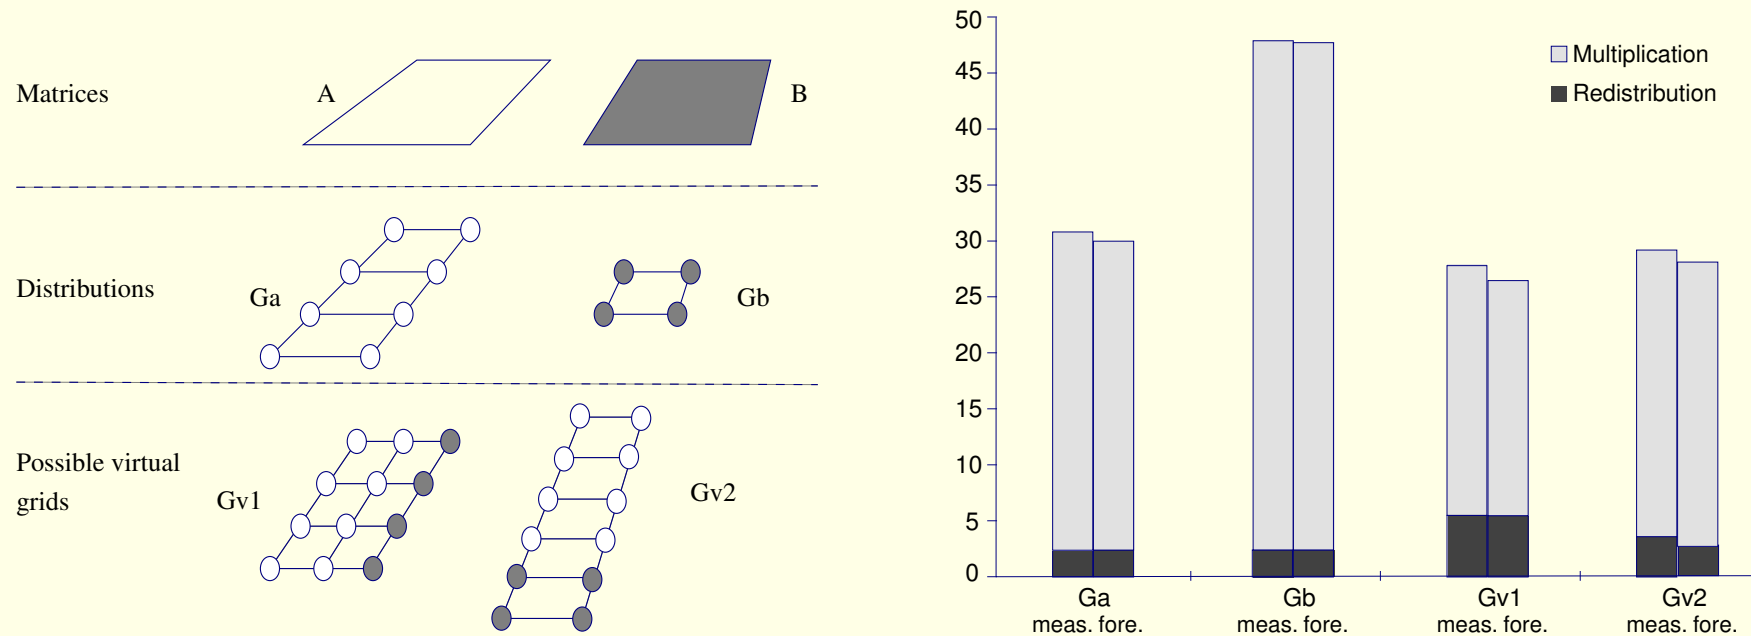 Matrices
A
B
Distributions
Ga
Gb
Possible virtual
grids
Gv1
Gv2
50
45
40
35
30
25
20
15
10
5
0
Multiplication
Redistribution
Ga
meas. fore.
Gb
meas. fore.
Gv1
meas. fore.
Gv2
meas. fore.